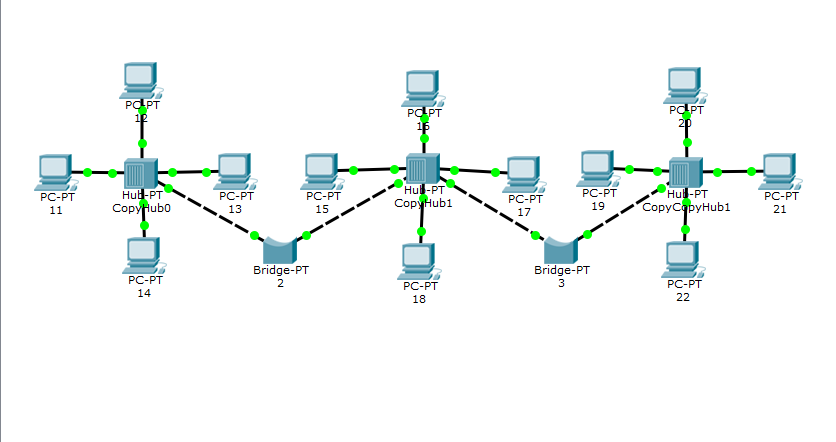 PC-PT
12
PC-PT
11
Hub-PT
CopyHub0
PC-PT
13
PC-PT
14
Bridge-PT
2
PC-PT
16
PC-PT
15
Hub-PT
CopyHub1
PC-PT
17
PC-PT
18
Bridge-PT
3
PC-PT
20
PC-PT
19
Hub-PT
CopyCopyHub1
PC-PT
21
PC-PT
22